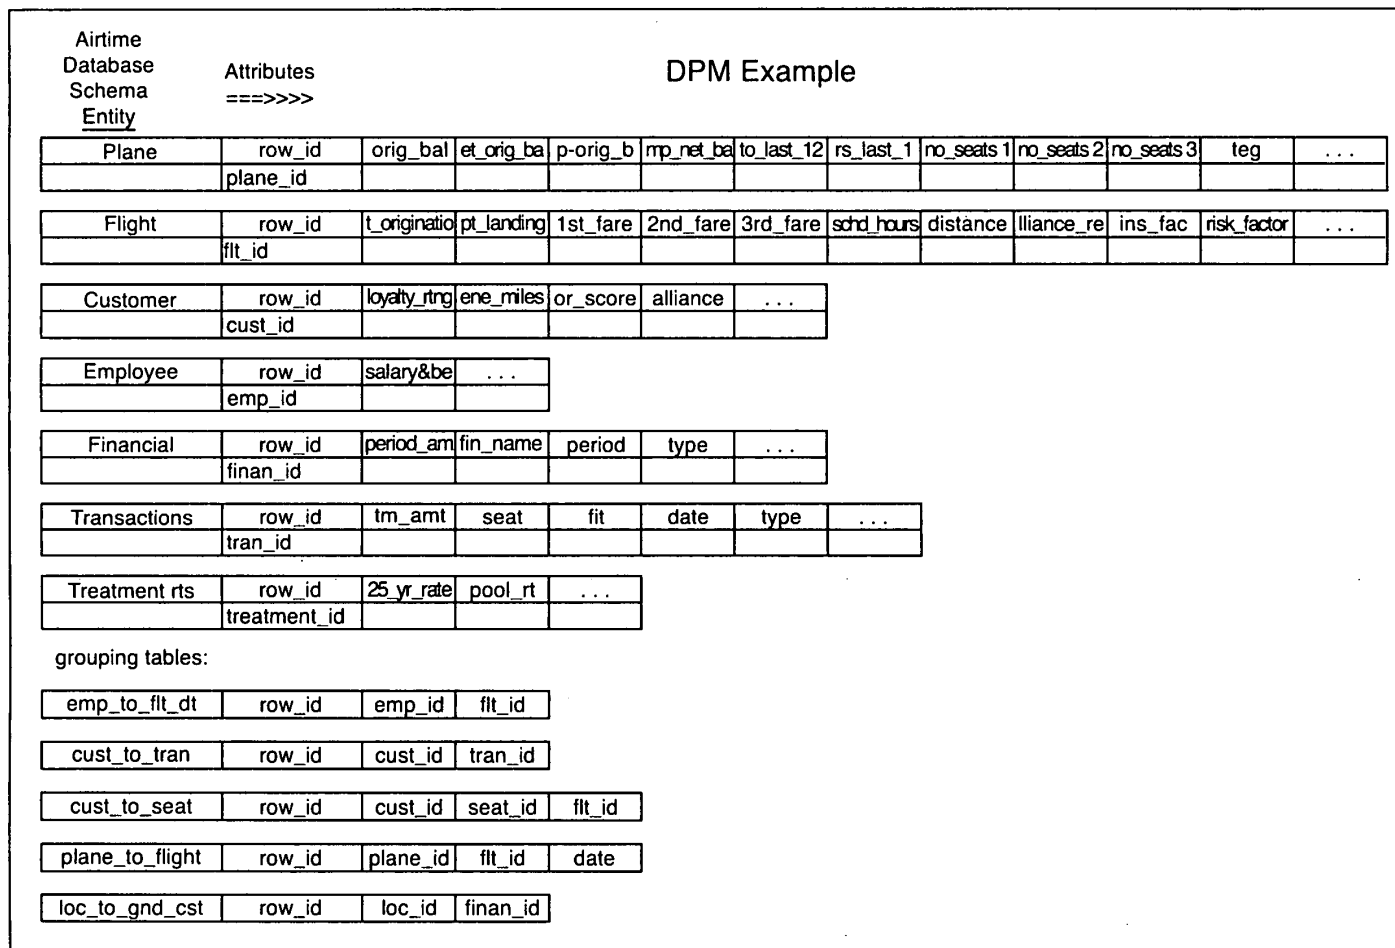 Airtime
Database
Schema
Entity
Attributes
===>>>>
DPM Example
Plane row_id orig_bal et_orig_ba p-orig_b mp_net_ba to_last_12 rs_last_1 no_seats 1 no_seats 2 no_seats 3 teg ...
plane_id
Flight row_id t_originatio pt_landing 1st_fare 2nd_fare 3rd_fare schd_hours distance lliance_re ins_fac risk_factor ...
flt_id
Customer row_id loyalty_rtng ene_miles or_score alliance ...
cust_id
Employee row_id salary&be ...
emp_id
Financial row_id period_am fin_name period type ...
finan_id
Transactions row_id tm_amt seat fit date type ...
tran_id
Treatment rts row_id 25_yr_rate pool_rt ...
treatment_id
grouping tables:
emp_to_flt_dt row_id emp_id flt_id
cust_to_tran row_id cust_id tran_id
cust_to_seat row_id cust_id seat_id flt_id
plane_to_flight row_id plane_id flt_id date
loc_to_gnd_cst row_id loc_id finan_id